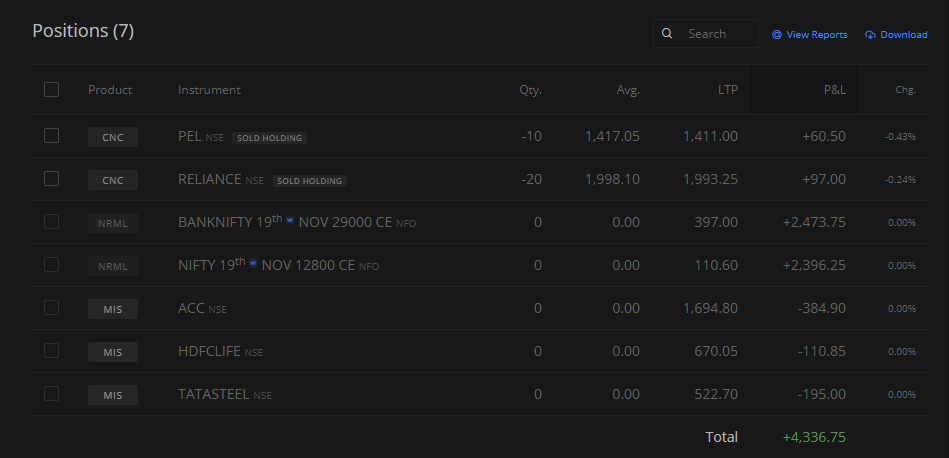 Positions (7)
Search
View Reports
Download
Product Instrument Qty. Avg. LTP P&L Chg.
CNC PEL NSE SOLD HOLDING -10 1,417.05 1,411.00 +60.50 -0.43%
CNC RELIANCE NSE SOLD HOLDING -20 1,998.10 1,993.25 +97.00 -0.24%
NRML BANKNIFTY 19th w NOV 29000 CE NFO 0 0.00 397.00 +2,473.75 0.00%
NRML NIFTY 19th w NOV 12800 CE NFO 0 0.00 110.60 +2,396.25 0.00%
MIS ACC NSE 0 0.00 1,694.80 -384.90 0.00%
MIS HDFCLIFE NSE 0 0.00 670.05 -110.85 0.00%
MIS TATASTEEL NSE 0 0.00 522.70 -195.00 0.00%
Total +4,336.75